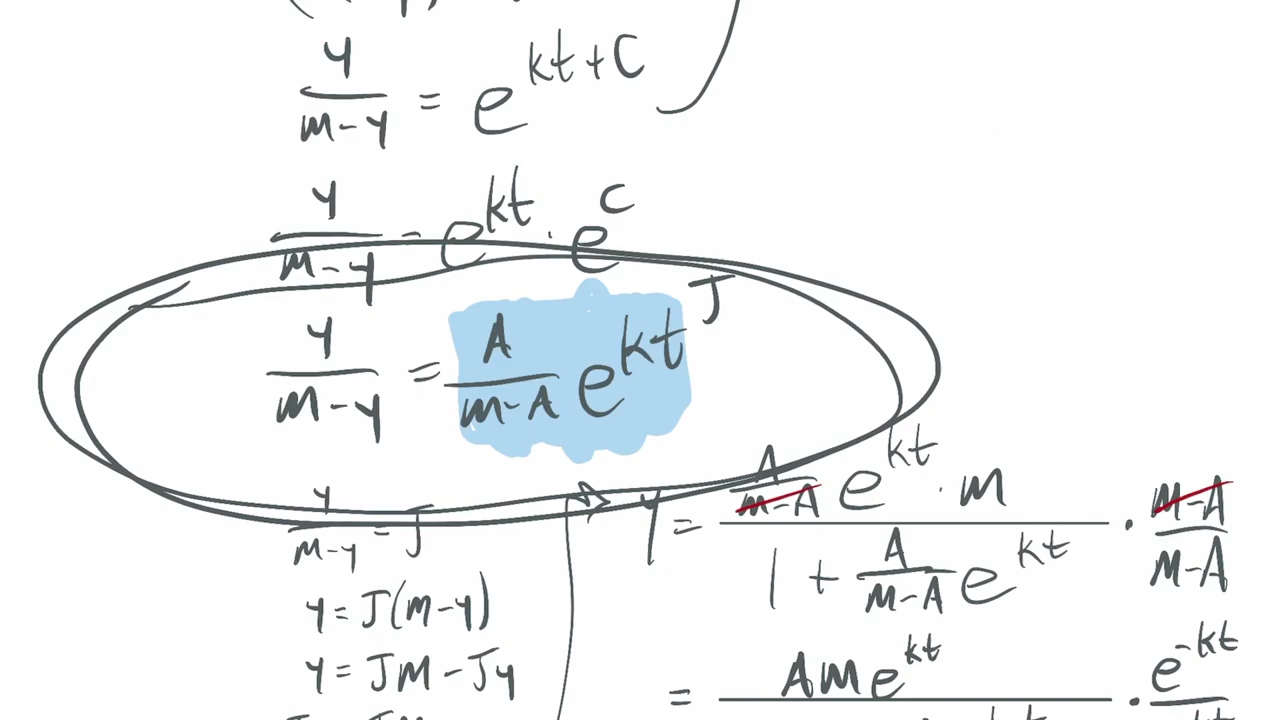 y/(m-y) = e^(kt+C)
y/(m-y) = e^(kt) · e^C
y/(m-y) = A/(m-A) e^(kt) J
y/(m-y) = J
y = J(m-y)
y = Jm - Jy
y = (A/(m-A) e^(kt) · m)/(1 + A/(m-A) e^(kt)) · (m-A)/(m-A)
= Ame^(kt) · e^(-kt)